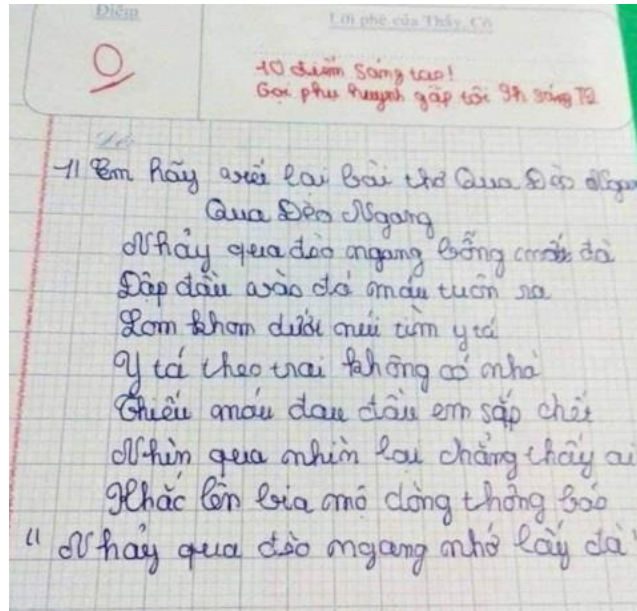 Điểm
Lời phê của Thầy, Cô
0
10 điểm sáng tạo!
Gọi phụ huynh gặp tôi 9h sáng T2
1) Em hãy viết lại bài thơ Qua Đèo Ngang
Qua Đèo Ngang
Nhảy qua đèo ngang bỗng mất đà
Đập đầu vào đá máu tuôn ra
Lom khom dưới núi tìm y tá
Y tá theo trai không có nhà
Thiếu máu đau đầu em sắp chết
Nhìn qua nhìn lại chẳng thấy ai
Khắc lên bia mộ dòng thông báo
" Nhảy qua đèo ngang nhớ lấy đà"